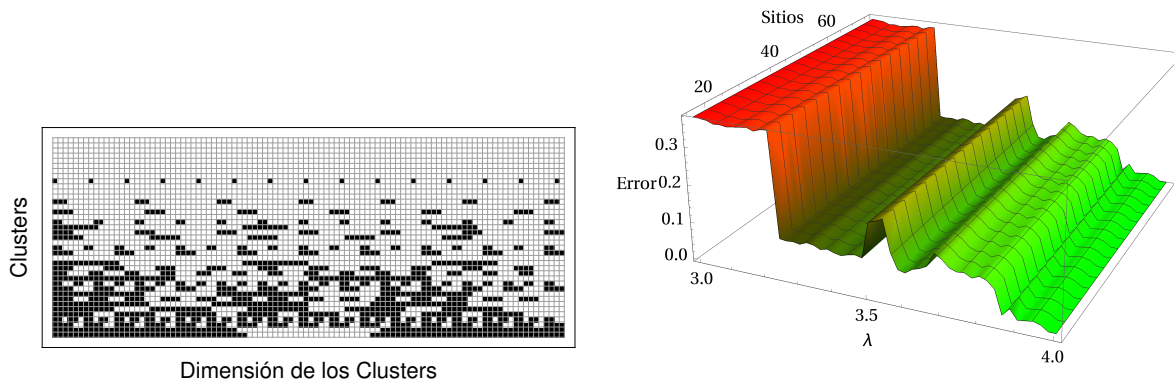 Clusters
Dimensión de los Clusters
Sitios
60
40
20
0.3
0.2
Error
0.1
0.0
3.0
3.5
4.0
λ